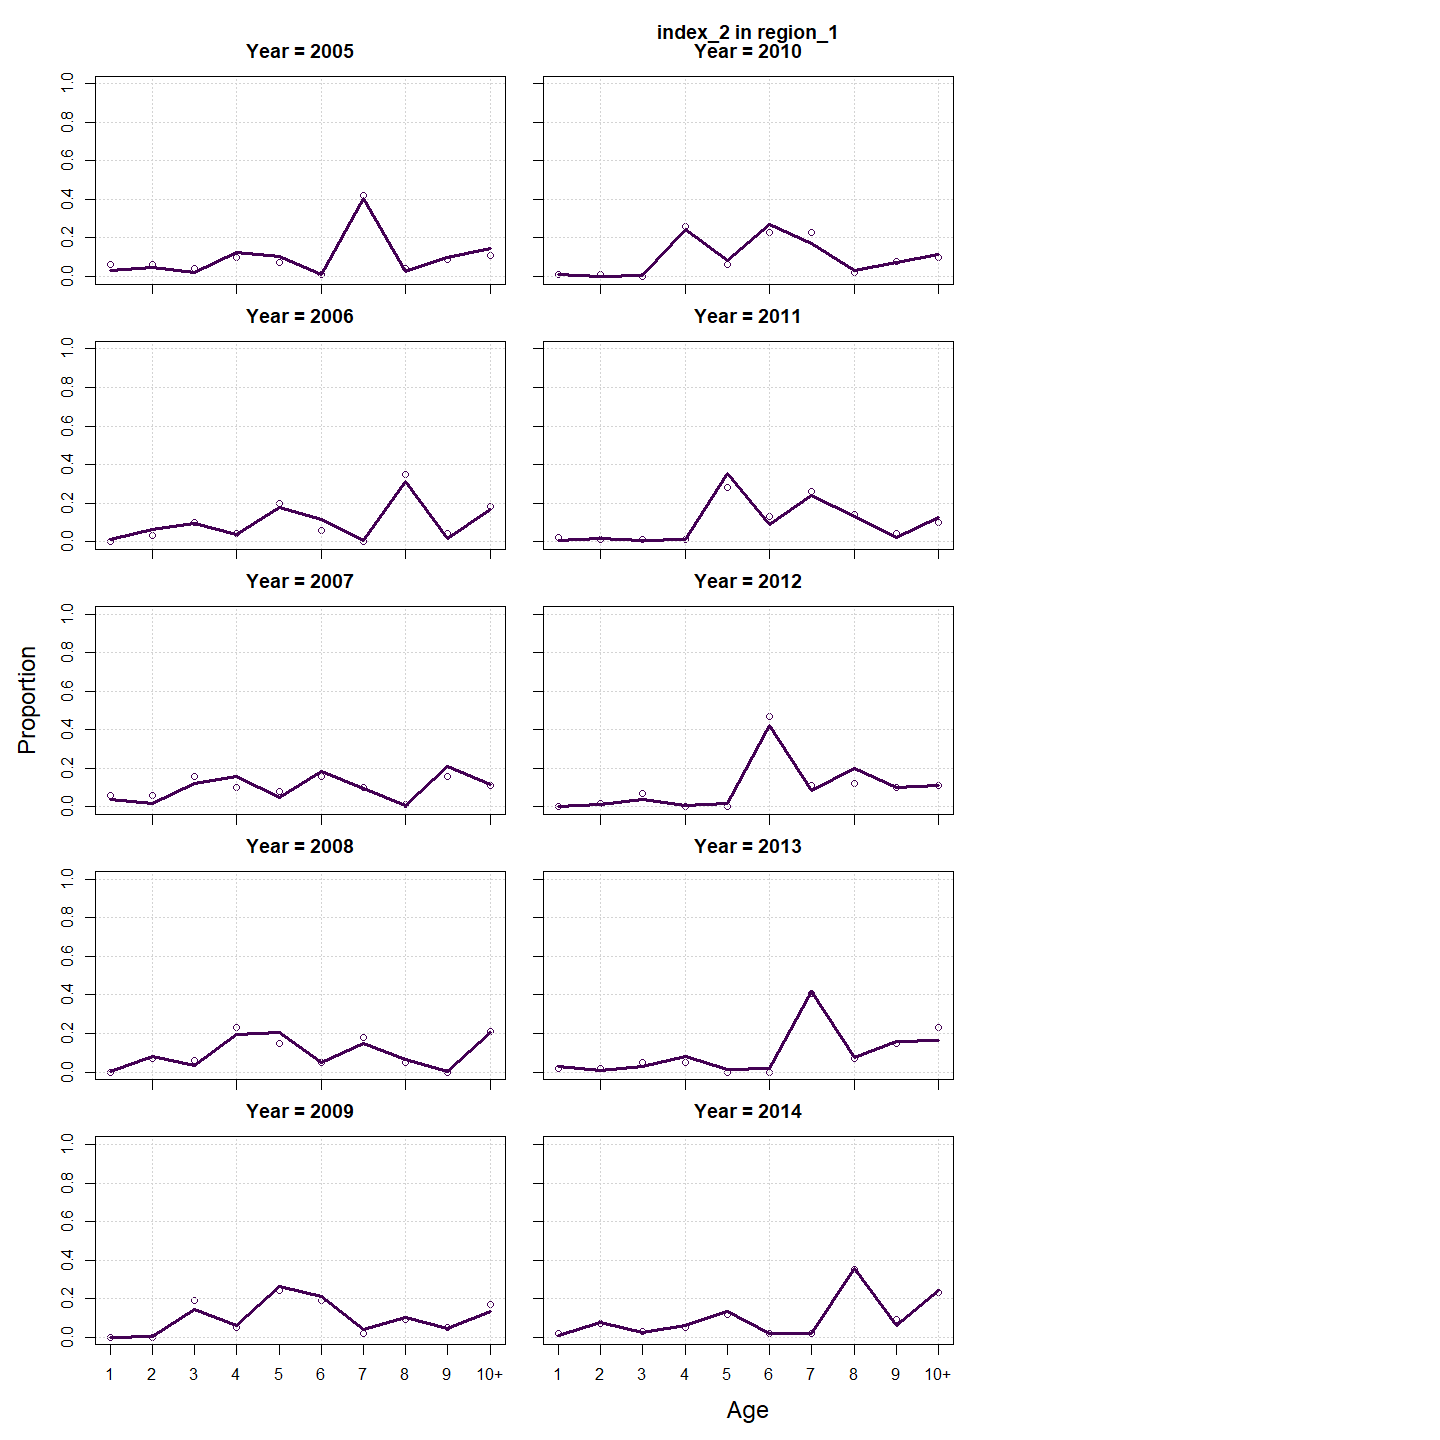 index_2 in region_1
Year = 2005
Year = 2010
1.0
0.8
0.6
0.4
0.2
0.0
Year = 2006
Year = 2011
1.0
0.8
0.6
0.4
0.2
0.0
Year = 2007
Year = 2012
1.0
0.8
0.6
0.4
0.2
0.0
Proportion
Year = 2008
Year = 2013
1.0
0.8
0.6
0.4
0.2
0.0
Year = 2009
Year = 2014
1.0
0.8
0.6
0.4
0.2
0.0
1 2 3 4 5 6 7 8 9 10+
1 2 3 4 5 6 7 8 9 10+
Age